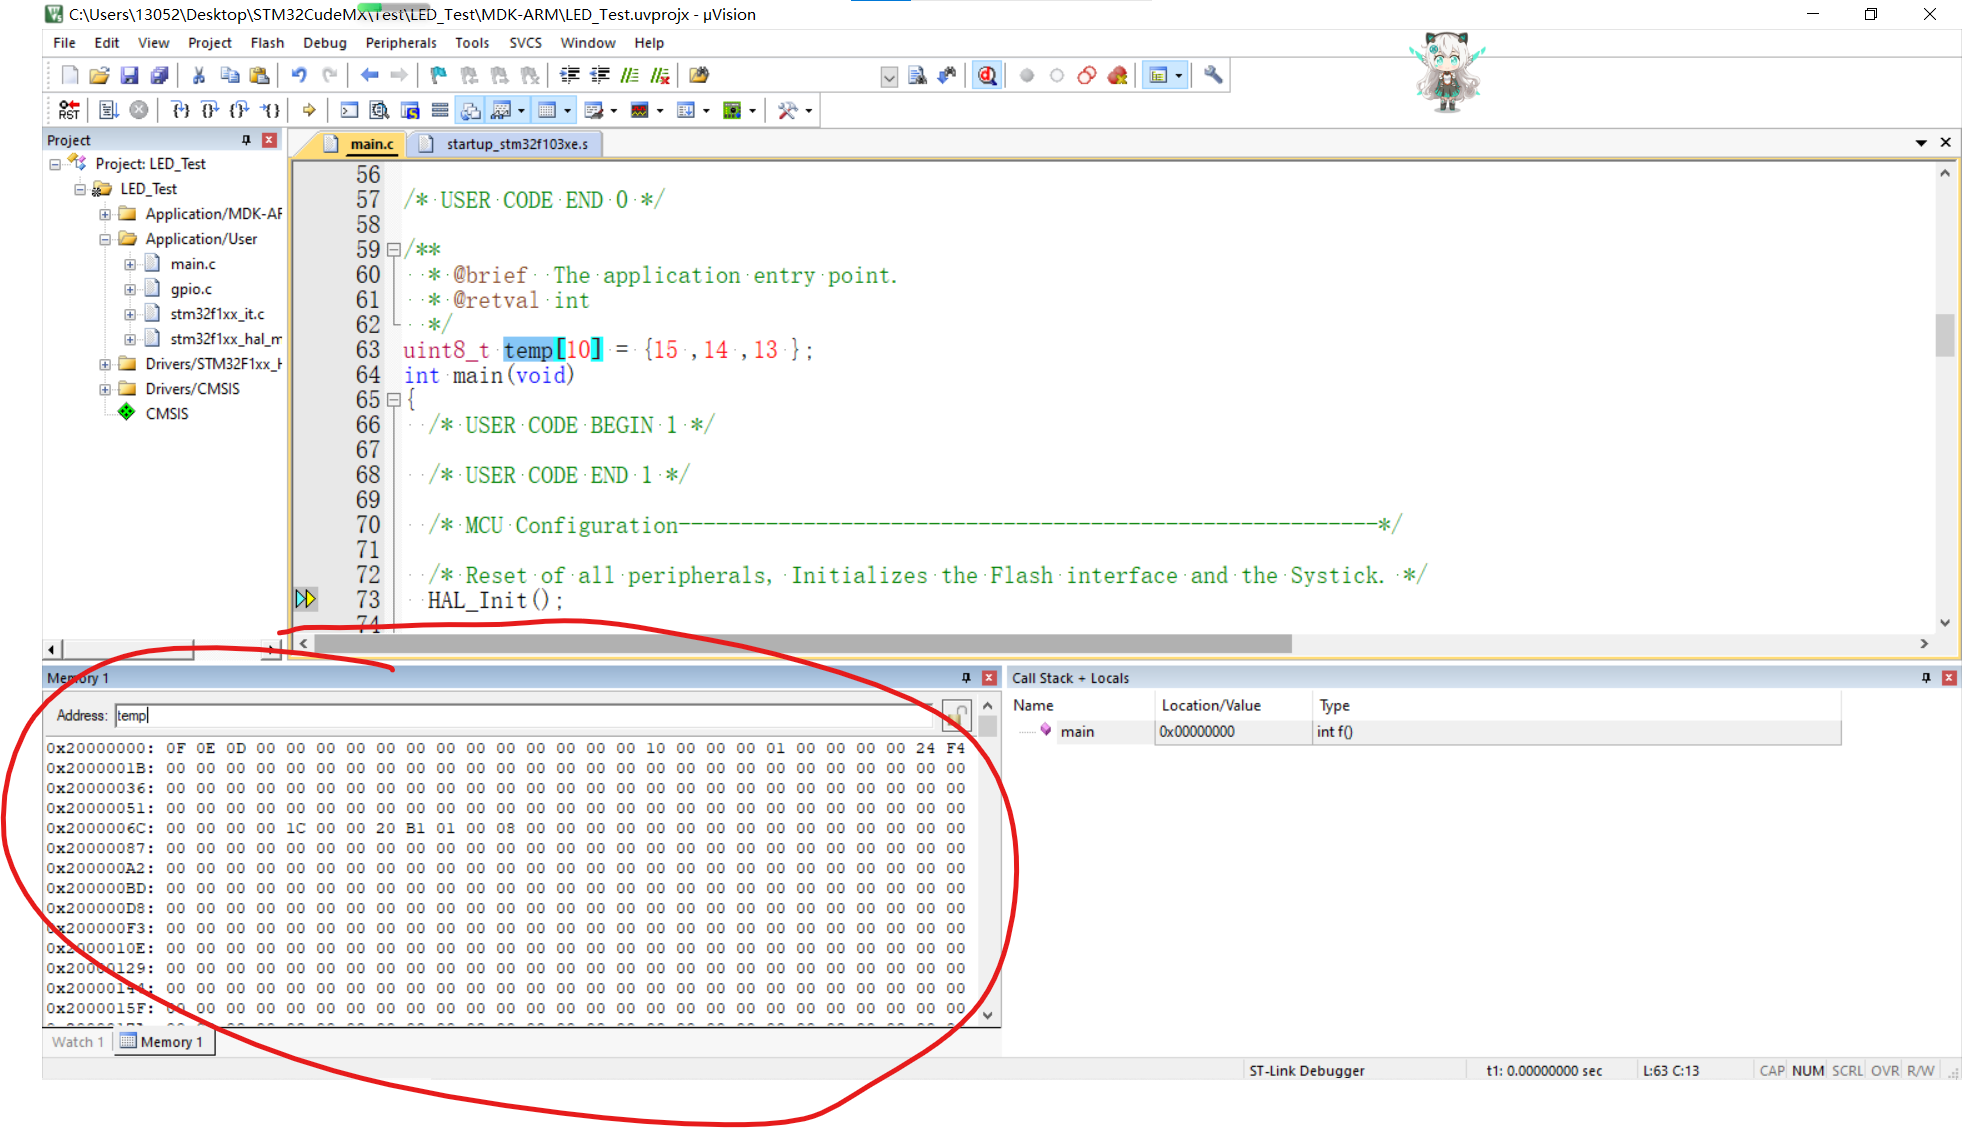 C:\Users\13052\Desktop\STM32CudeMX\Test\LED_Test\MDK-ARM\LED_Test.uvprojx - µVision
File Edit View Project Flash Debug Peripherals Tools SVCS Window Help
RST
Project
Project: LED_Test
LED_Test
Application/MDK-AF
Application/User
main.c
gpio.c
stm32f1xx_it.c
stm32f1xx_hal_m
Drivers/STM32F1xx_H
Drivers/CMSIS
CMSIS
main.c startup_stm32f103xe.s
56
57 /* USER CODE END 0 */
58
59 /**
60 * @brief  The application entry point.
61 * @retval int
62 */
63 uint8_t temp[10] = {15 ,14 ,13 };
64 int main(void)
65 {
66 /* USER CODE BEGIN 1 */
67
68 /* USER CODE END 1 */
69
70 /* MCU Configuration--------------------------------------------------------*/
71
72 /* Reset of all peripherals, Initializes the Flash interface and the Systick. */
73 HAL_Init();
74
Memory 1
Address: temp
0x20000000: 0F 0E 0D 00 00 00 00 00 00 00 00 00 00 00 00 00 10 00 00 00 01 00 00 00 00 24 F4
0x2000001B: 00 00 00 00 00 00 00 00 00 00 00 00 00 00 00 00 00 00 00 00 00 00 00 00 00 00 00
0x20000036: 00 00 00 00 00 00 00 00 00 00 00 00 00 00 00 00 00 00 00 00 00 00 00 00 00 00 00
0x20000051: 00 00 00 00 00 00 00 00 00 00 00 00 00 00 00 00 00 00 00 00 00 00 00 00 00 00 00
0x2000006C: 00 00 00 00 1C 00 00 20 B1 01 00 08 00 00 00 00 00 00 00 00 00 00 00 00 00 00 00
0x20000087: 00 00 00 00 00 00 00 00 00 00 00 00 00 00 00 00 00 00 00 00 00 00 00 00 00 00 00
0x200000A2: 00 00 00 00 00 00 00 00 00 00 00 00 00 00 00 00 00 00 00 00 00 00 00 00 00 00 00
0x200000BD: 00 00 00 00 00 00 00 00 00 00 00 00 00 00 00 00 00 00 00 00 00 00 00 00 00 00 00
0x200000D8: 00 00 00 00 00 00 00 00 00 00 00 00 00 00 00 00 00 00 00 00 00 00 00 00 00 00 00
0x200000F3: 00 00 00 00 00 00 00 00 00 00 00 00 00 00 00 00 00 00 00 00 00 00 00 00 00 00 00
0x2000010E: 00 00 00 00 00 00 00 00 00 00 00 00 00 00 00 00 00 00 00 00 00 00 00 00 00 00 00
0x20000129: 00 00 00 00 00 00 00 00 00 00 00 00 00 00 00 00 00 00 00 00 00 00 00 00 00 00 00
0x20000144: 00 00 00 00 00 00 00 00 00 00 00 00 00 00 00 00 00 00 00 00 00 00 00 00 00 00 00
0x2000015F: 00 00 00 00 00 00 00 00 00 00 00 00 00 00 00 00 00 00 00 00 00 00 00 00 00 00 00
Watch 1 Memory 1
Call Stack + Locals
Name Location/Value Type
main 0x00000000 int f()
ST-Link Debugger t1: 0.00000000 sec L:63 C:13 CAP NUM SCRL OVR R/W